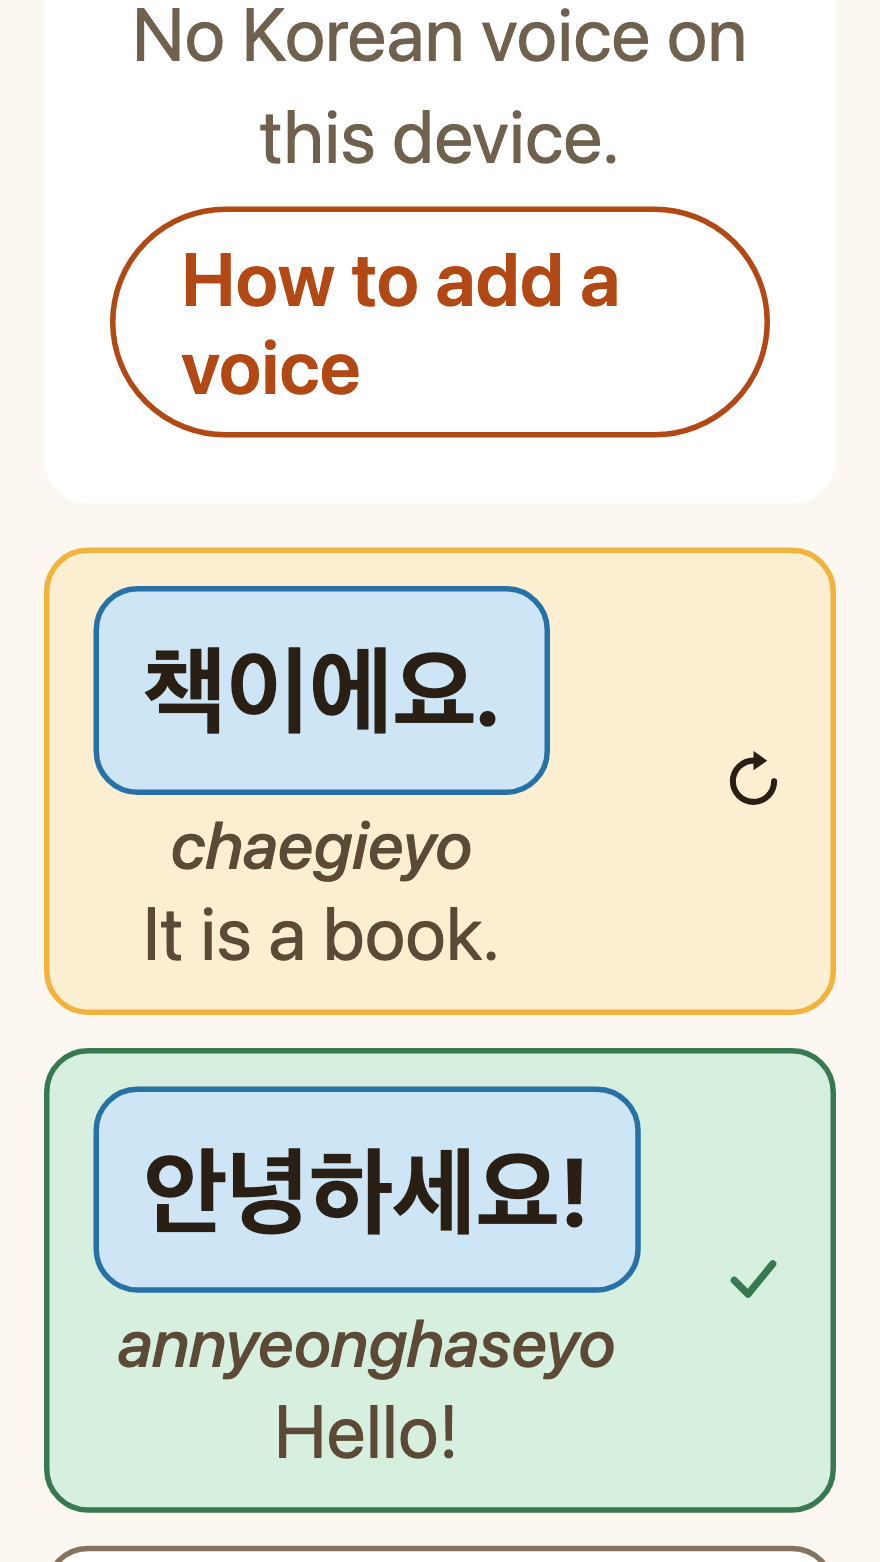 No Korean voice on
this device.
How to add a
voice
책이에요.
chaegieyo
It is a book.
안녕하세요!
annyeonghaseyo
Hello!